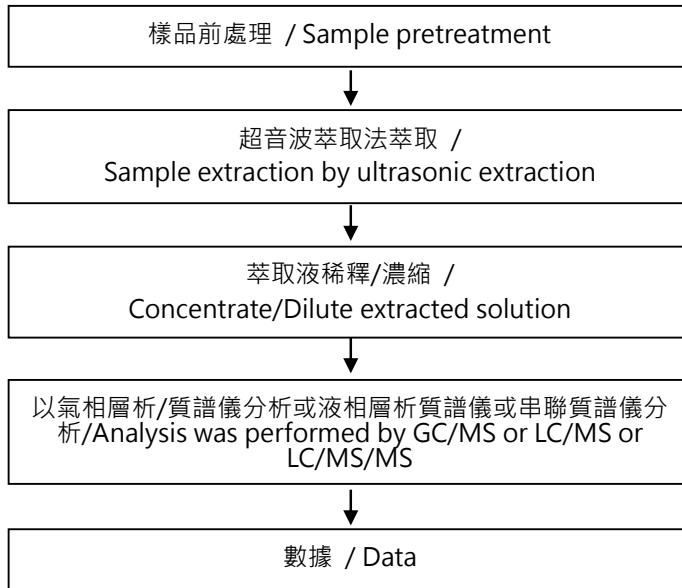 樣品前處理 / Sample pretreatment
超音波萃取法萃取 /
Sample extraction by ultrasonic extraction
萃取液稀釋/濃縮 /
Concentrate/Dilute extracted solution
以氣相層析/質譜儀分析或液相層析質譜儀或串聯質譜儀分
析/Analysis was performed by GC/MS or LC/MS or
LC/MS/MS
數據 / Data